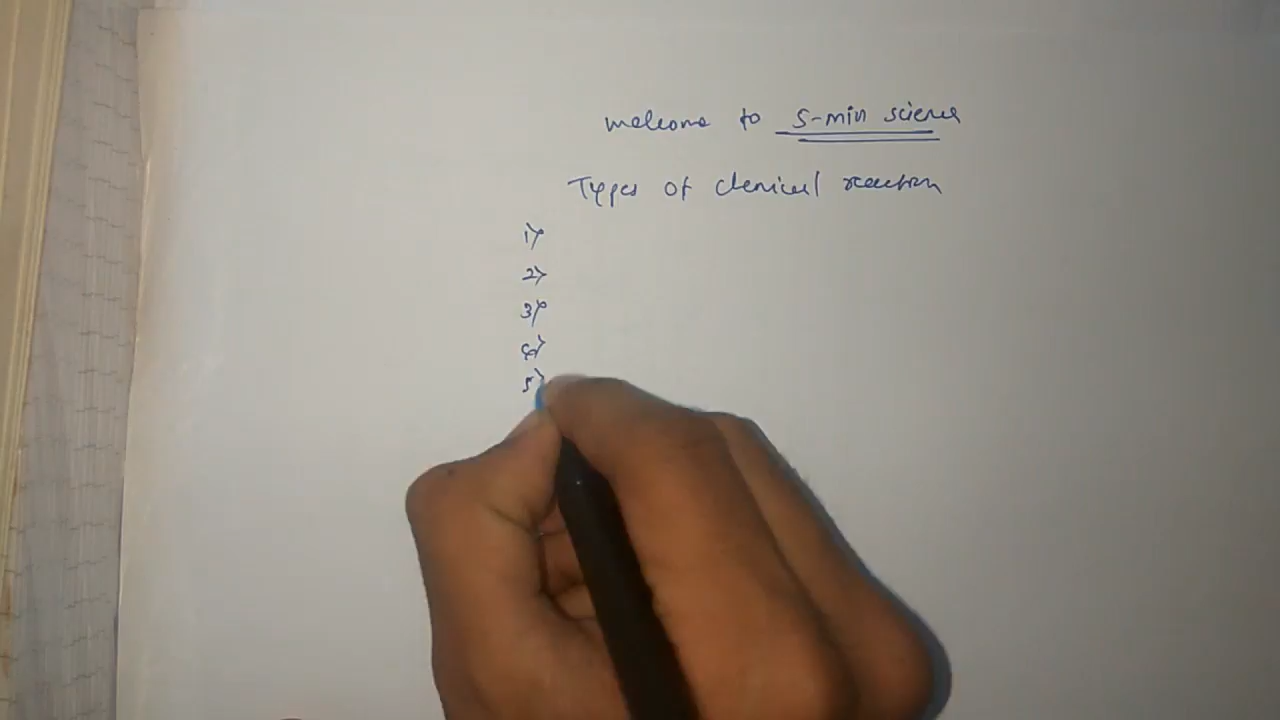 welcome to 5-min science
Types of chemical reaction
1)
2)
3)
4)
5)